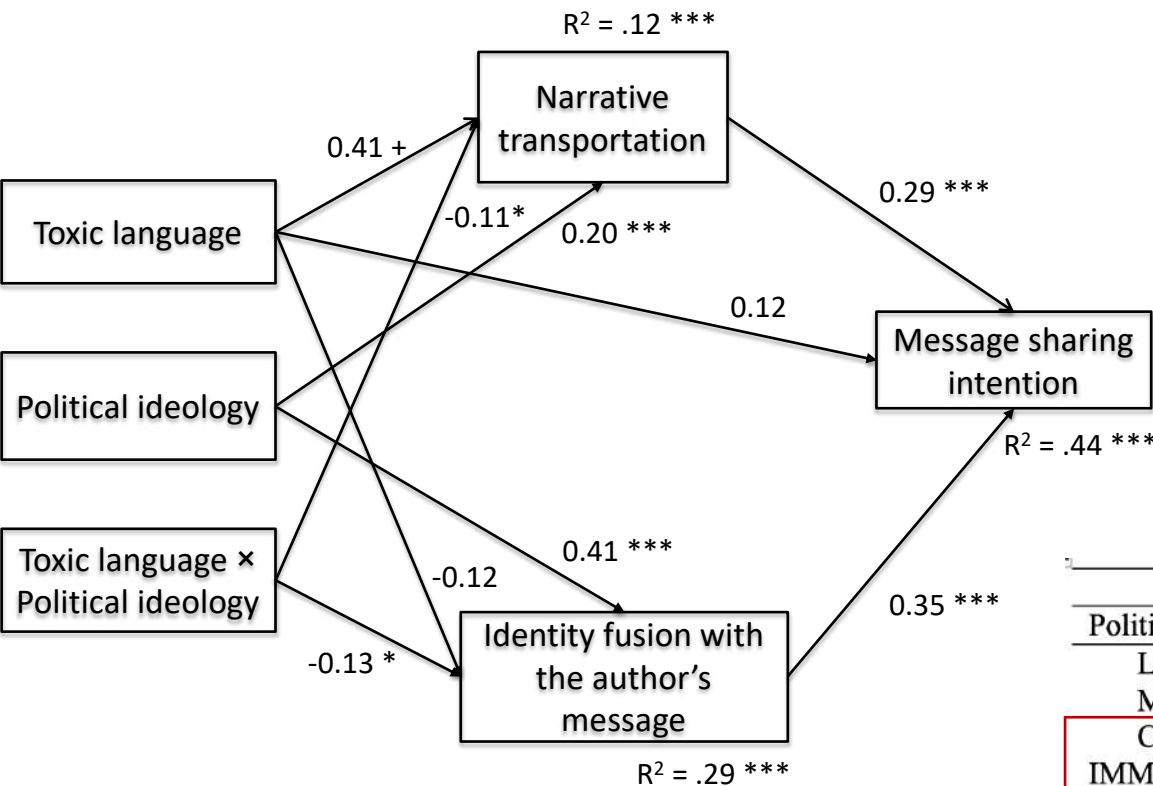 R² = .12 ***
Narrative
transportation
0.41 +
-0.11*
0.20 ***
0.29 ***
Toxic language
0.12
Message sharing
intention
R² = .44 ***
Political ideology
0.41 ***
Toxic language ×
Political ideology
-0.12
-0.13 *
0.35 ***
Identity fusion with
the author's
message
R² = .29 ***
Politi
L
M
C
IMM